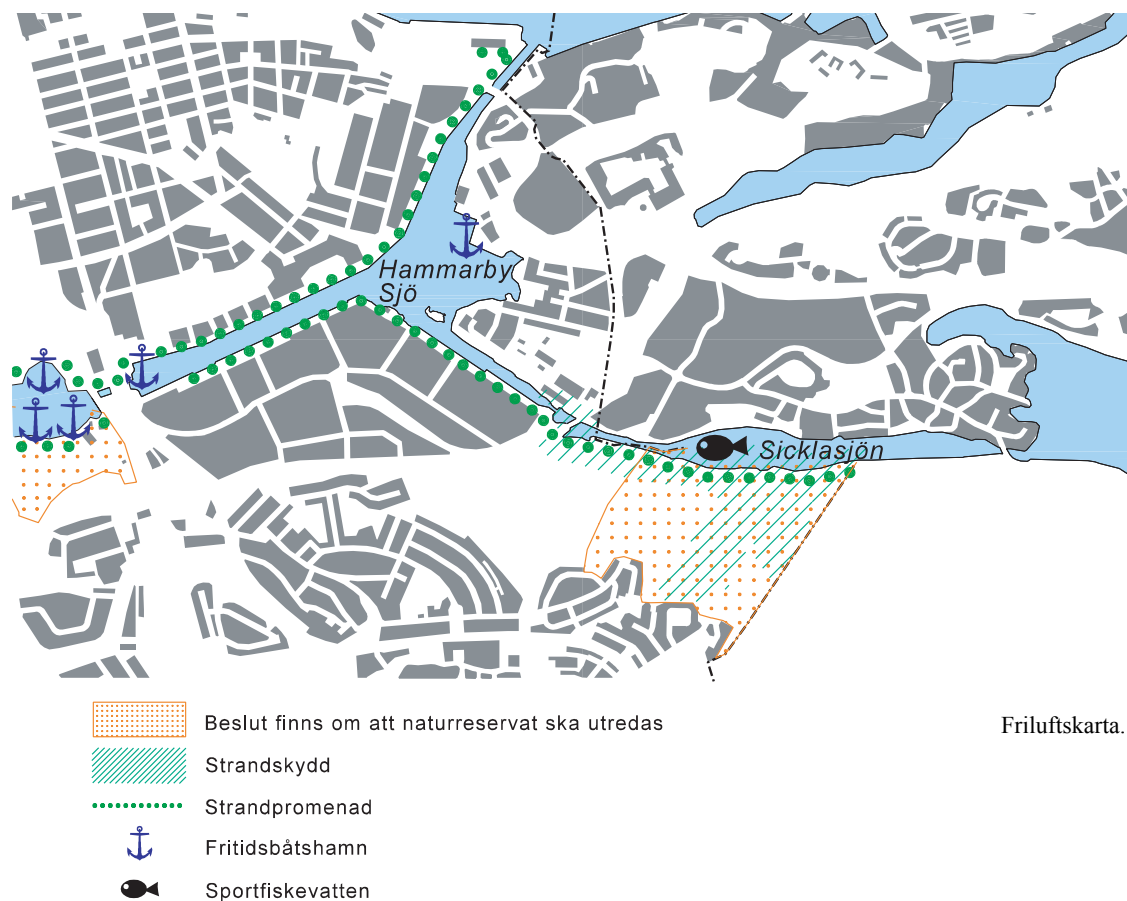 Hammarby
Sjö
Sicklasjön
Beslut finns om att naturreservat ska utredas
Friluftskarta.
Strandskydd
Strandpromenad
Fritidsbåtshamn
Sportfiskevatten